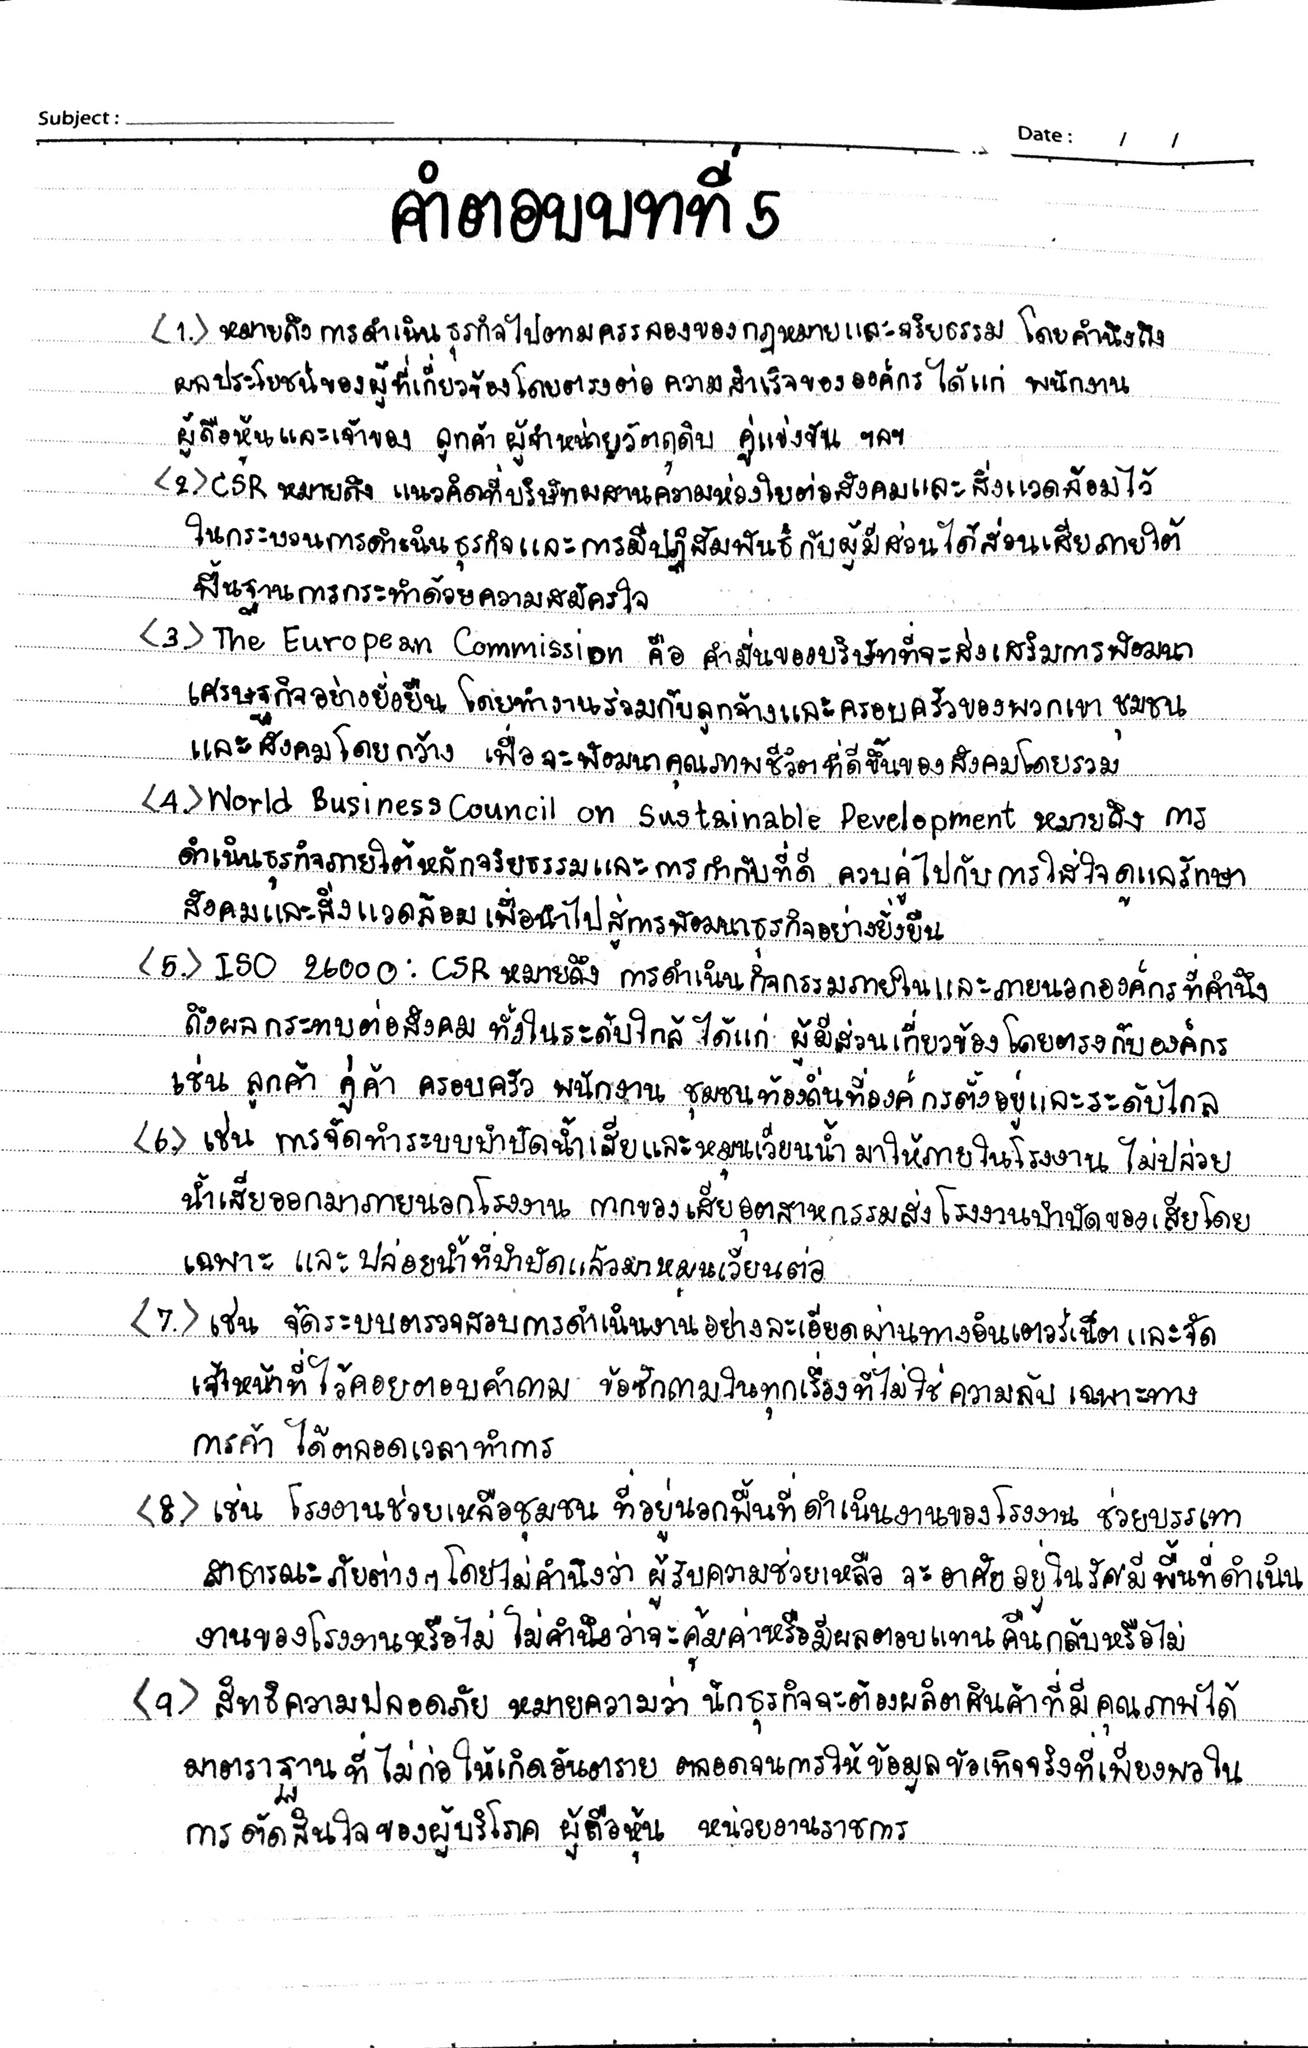 Subject :
Date : / /
คำตอบบทที่ 5
<1.> หมายถึง การดำเนินธุรกิจไปตามครรลองของกฎหมายและจริยธรรม โดยคำนึงถึง
ผลประโยชน์ของผู้ที่เกี่ยวข้องโดยตรงต่อ ความสำเร็จขององค์กร ได้แก่ พนักงาน
ผู้ถือหุ้นและเจ้าของ ลูกค้า ผู้จำหน่ายวัตถุดิบ คู่แข่งขัน ฯลฯ
<2.> CSR หมายถึง แนวคิดที่บริษัทผสานความห่วงใยต่อสังคมและสิ่งแวดล้อมไว้
ในกระบวนการดำเนินธุรกิจและการมีปฏิสัมพันธ์กับผู้มีส่วนได้ส่วนเสียภายใต้
พื้นฐานการกระทำด้วยความสมัครใจ
<3.> The European Commission คือ คำมั่นของบริษัทที่จะส่งเสริมการพัฒนา
เศรษฐกิจอย่างยั่งยืน โดยทำงานร่วมกับลูกจ้างและครอบครัวของพวกเขา ชุมชน
และสังคมโดยกว้าง เพื่อจะพัฒนาคุณภาพชีวิตที่ดีขึ้นของสังคมโดยรวม
<4.> World Business Council on Sustainable Development หมายถึง การ
ดำเนินธุรกิจภายใต้หลักจริยธรรมและการกำกับที่ดี ควบคู่ไปกับการใส่ใจดูแลรักษา
สังคมและสิ่งแวดล้อม เพื่อนำไปสู่การพัฒนาธุรกิจอย่างยั่งยืน
<5.> ISO 26000 : CSR หมายถึง การดำเนินกิจกรรมภายในและภายนอกองค์กรที่คำนึง
ถึงผลกระทบต่อสังคม ทั้งในระดับใกล้ ได้แก่ ผู้มีส่วนเกี่ยวข้องโดยตรงกับองค์กร
เช่น ลูกค้า คู่ค้า ครอบครัว พนักงาน ชุมชนท้องถิ่นที่องค์กรตั้งอยู่และระดับไกล
<6.> เช่น การจัดทำระบบบำบัดน้ำเสียและหมุนเวียนน้ำ มาให้ภายในโรงงาน ไม่ปล่อย
น้ำเสียออกมาภายนอกโรงงาน กากของเสียอุตสาหกรรมส่งโรงงานบำบัดของเสียโดย
เฉพาะ และปล่อยน้ำที่บำบัดแล้วมาหมุนเวียนต่อ
<7.> เช่น จัดระบบตรวจสอบการดำเนินงานอย่างละเอียดผ่านทางอินเตอร์เน็ตและจัด
เจ้าหน้าที่ไว้คอยตอบคำถาม ข้อซักถามในทุกเรื่องที่ไม่ใช่ความลับ เฉพาะทาง
การค้า ได้ตลอดเวลาทำการ
<8> เช่น โรงงานช่วยเหลือชุมชน ที่อยู่นอกพื้นที่ดำเนินงานของโรงงาน ช่วยบรรเทา
สาธารณะภัยต่างๆ โดยไม่คำนึงว่า ผู้รับความช่วยเหลือ จะอาศัยอยู่ในรัศมีพื้นที่ดำเนิน
งานของโรงงานหรือไม่ ไม่คำนึงว่าจะคุ้มค่าหรือมีผลตอบแทนคืนกลับหรือไม่
<9> สิทธิความปลอดภัย หมายความว่า นักธุรกิจจะต้องผลิตสินค้าที่มีคุณภาพได้
มาตราฐานที่ไม่ก่อให้เกิดอันตราย ตลอดจนการให้ข้อมูลข้อเท็จจริงที่เพียงพอใน
การตัดสินใจของผู้บริโภค ผู้ถือหุ้น หน่วยงานราชการ